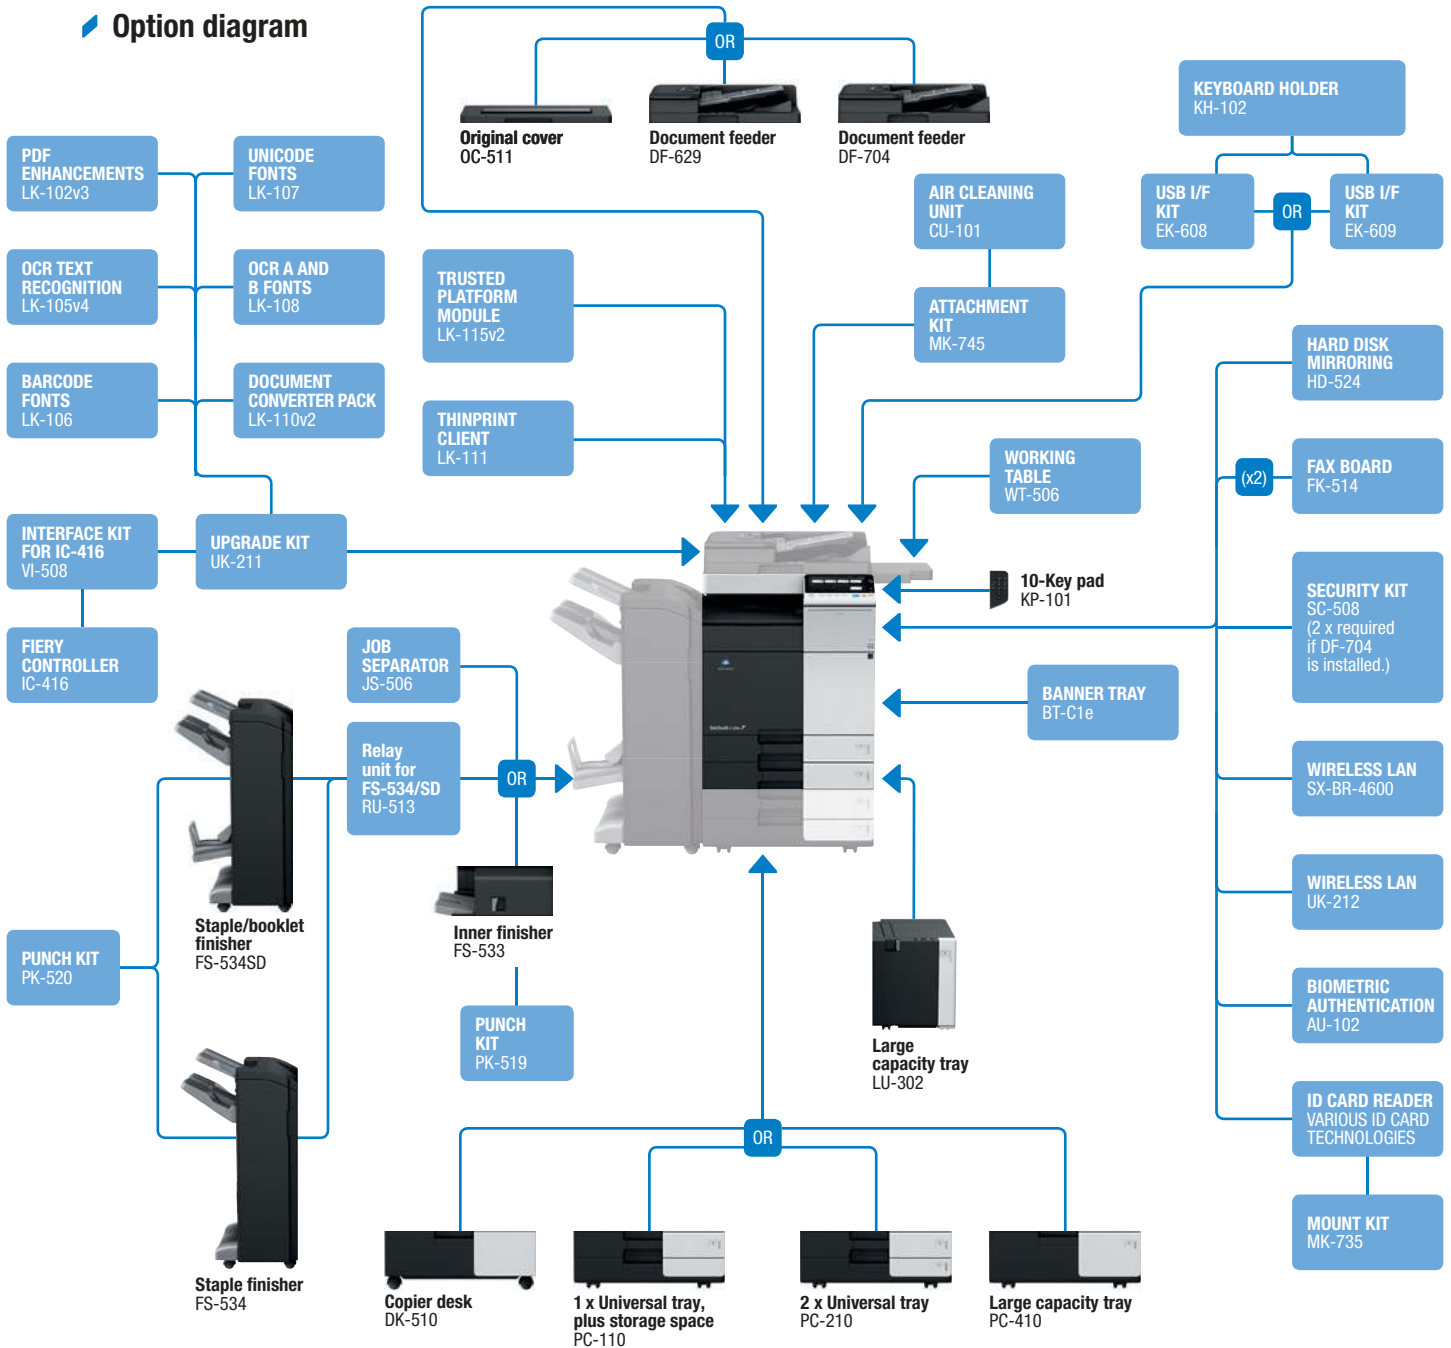 Option diagram
OR
Original cover
OC-511
Document feeder
DF-629
Document feeder
DF-704
KEYBOARD HOLDER
KH-102
PDF
ENHANCEMENTS
LK-102v3
UNICODE
FONTS
LK-107
AIR CLEANING
UNIT
CU-101
USB I/F
KIT
EK-608
OR
USB I/F
KIT
EK-609
OCR TEXT
RECOGNITION
LK-105v4
OCR A AND
B FONTS
LK-108
TRUSTED
PLATFORM
MODULE
LK-115v2
ATTACHMENT
KIT
MK-745
HARD DISK
MIRRORING
HD-524
BARCODE
FONTS
LK-106
DOCUMENT
CONVERTER PACK
LK-110v2
THINPRINT
CLIENT
LK-111
WORKING
TABLE
WT-506
(x2)
FAX BOARD
FK-514
INTERFACE KIT
FOR IC-416
VI-508
UPGRADE KIT
UK-211
10-Key pad
KP-101
SECURITY KIT
SC-508
(2 x required
if DF-704
is installed.)
FIERY
CONTROLLER
IC-416
JOB
SEPARATOR
JS-506
BANNER TRAY
BT-C1e
Relay
unit for
FS-534/SD
RU-513
OR
WIRELESS LAN
SX-BR-4600
Staple/booklet
finisher
FS-534SD
Inner finisher
FS-533
WIRELESS LAN
UK-212
PUNCH KIT
PK-520
PUNCH
KIT
PK-519
Large
capacity tray
LU-302
BIOMETRIC
AUTHENTICATION
AU-102
ID CARD READER
VARIOUS ID CARD
TECHNOLOGIES
OR
MOUNT KIT
MK-735
Staple finisher
FS-534
Copier desk
DK-510
1 x Universal tray,
plus storage space
PC-110
2 x Universal tray
PC-210
Large capacity tray
PC-410